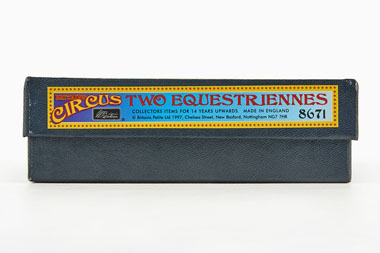 CIRCUS
TWO EQUESTRIENNES
COLLECTORS ITEMS FOR 14 YEARS UPWARDS. MADE IN ENGLAND
© Britains Petite Ltd 1997, Chelsea Street, New Basford, Nottingham NG7 7HR
8671